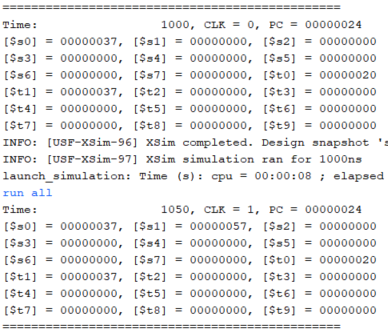 ==============================================
Time: 1000, CLK = 0, PC = 00000024
[$s0] = 00000037, [$s1] = 00000000, [$s2] = 00000000
[$s3] = 00000000, [$s4] = 00000000, [$s5] = 00000000
[$s6] = 00000000, [$s7] = 00000000, [$t0] = 00000020
[$t1] = 00000037, [$t2] = 00000000, [$t3] = 00000000
[$t4] = 00000000, [$t5] = 00000000, [$t6] = 00000000
[$t7] = 00000000, [$t8] = 00000000, [$t9] = 00000000
INFO: [USF-XSim-96] XSim completed. Design snapshot 's
INFO: [USF-XSim-97] XSim simulation ran for 1000ns
launch_simulation: Time (s): cpu = 00:00:08 ; elapsed
run all
Time: 1050, CLK = 1, PC = 00000024
[$s0] = 00000037, [$s1] = 00000057, [$s2] = 00000000
[$s3] = 00000000, [$s4] = 00000000, [$s5] = 00000000
[$s6] = 00000000, [$s7] = 00000000, [$t0] = 00000020
[$t1] = 00000037, [$t2] = 00000000, [$t3] = 00000000
[$t4] = 00000000, [$t5] = 00000000, [$t6] = 00000000
[$t7] = 00000000, [$t8] = 00000000, [$t9] = 00000000
==============================================